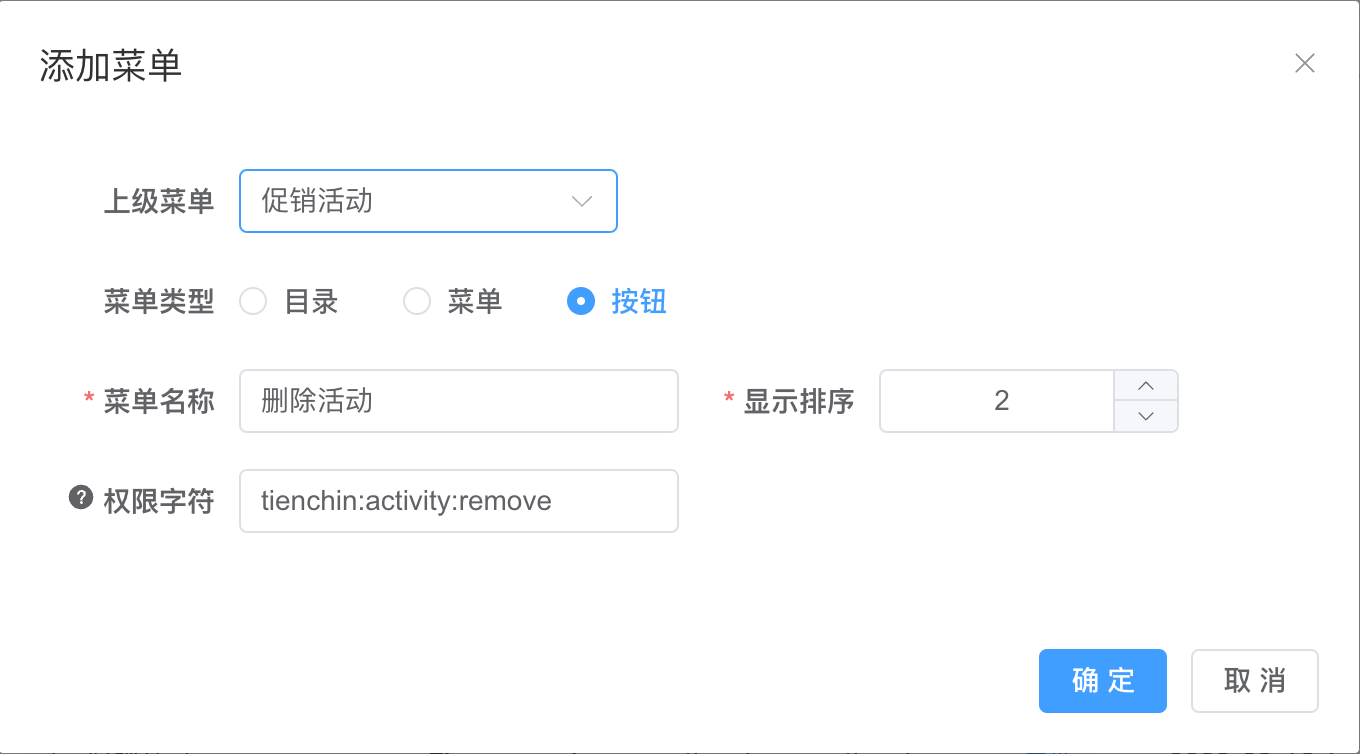 添加菜单
上级菜单 促销活动
菜单类型 目录 菜单 按钮
* 菜单名称 删除活动 * 显示排序 2
? 权限字符 tienchin:activity:remove
确 定 取 消